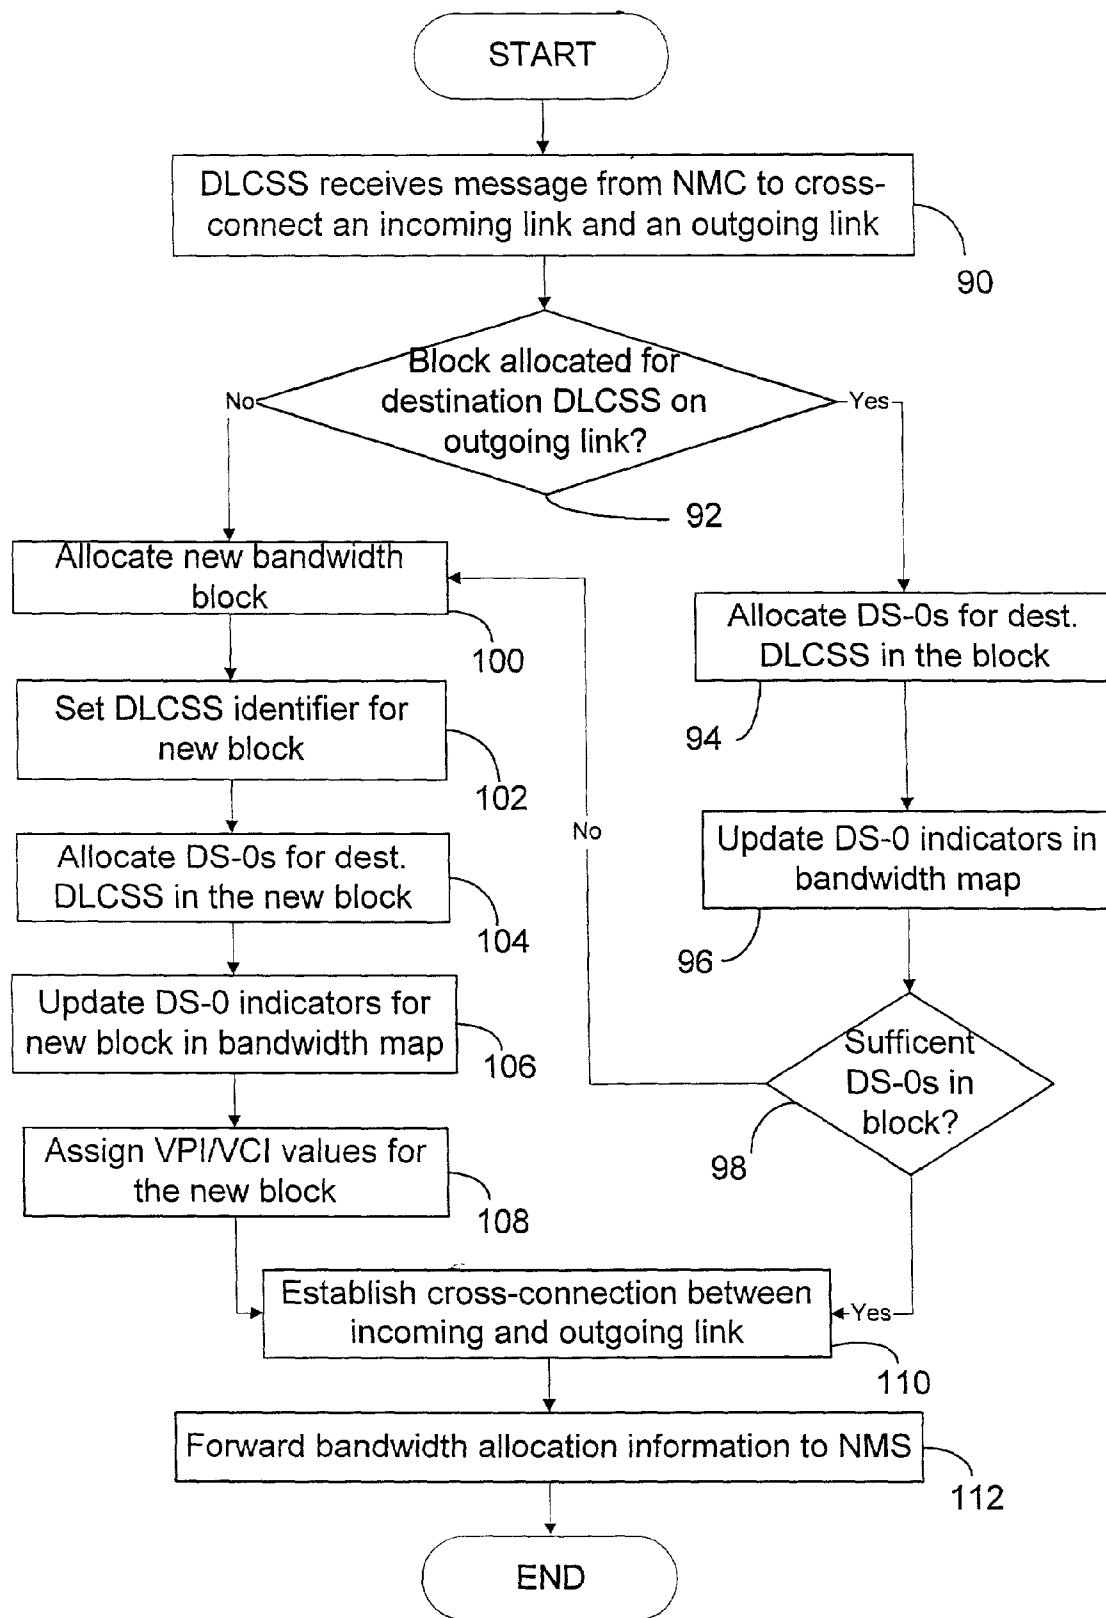 START
DLCSS receives message from NMC to cross-
connect an incoming link and an outgoing link
90
Block allocated for
destination DLCSS on
outgoing link?
No
Yes
92
Allocate new bandwidth
block
100
Allocate DS-0s for dest.
DLCSS in the block
94
Set DLCSS identifier for
new block
102
No
Update DS-0 indicators in
bandwidth map
96
Allocate DS-0s for dest.
DLCSS in the new block
104
Update DS-0 indicators for
new block in bandwidth map
106
Sufficent
DS-0s in
block?
98
Assign VPI/VCI values for
the new block
108
Establish cross-connection between
incoming and outgoing link
Yes
110
Forward bandwidth allocation information to NMS
112
END